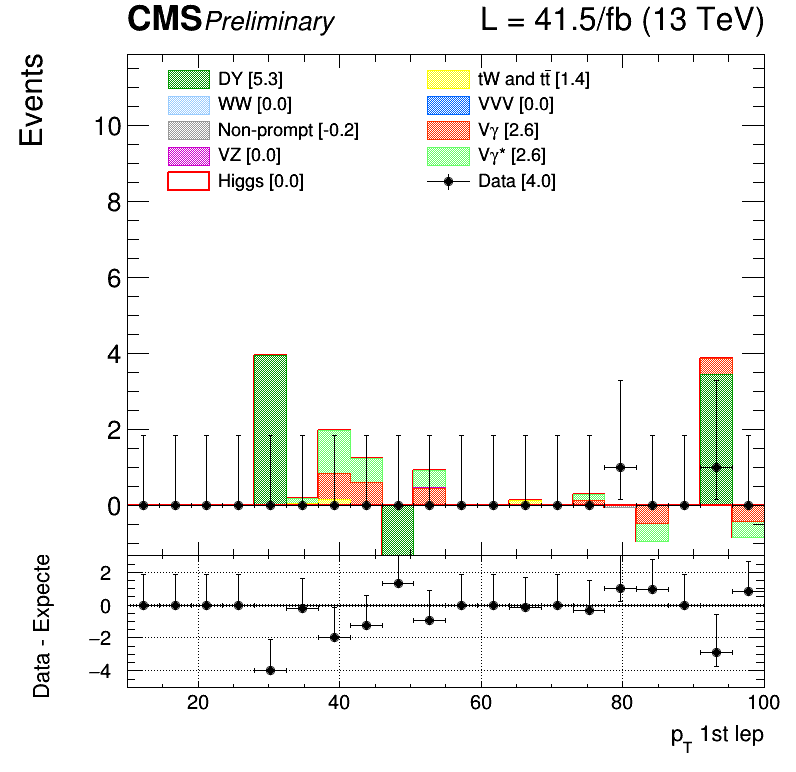 CMS Preliminary L = 41.5/fb (13 TeV)
Events
DY [5.3] tW and tt̄ [1.4]
WW [0.0] VVV [0.0]
Non-prompt [-0.2] Vγ [2.6]
VZ [0.0] Vγ* [2.6]
Higgs [0.0] Data [4.0]
10
8
6
4
2
0
Data - Expecte
2
0
−2
−4
20 40 60 80 100
p_T 1st lep